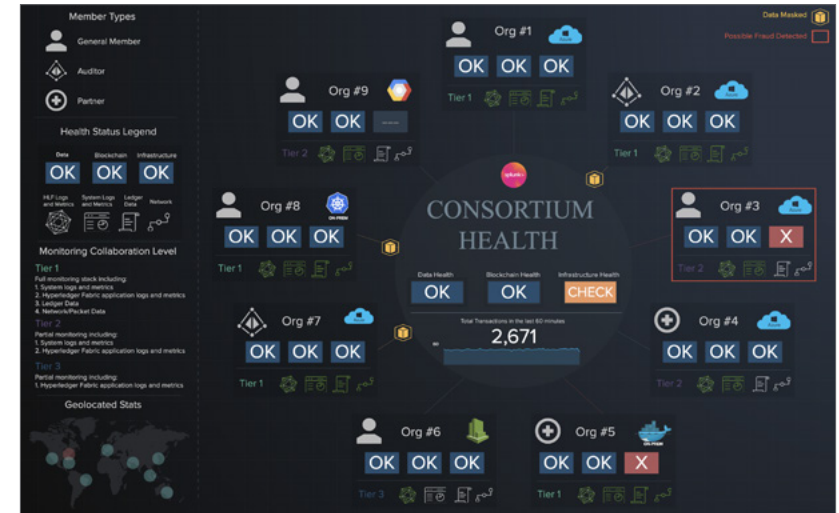 Member Types
General Member
Auditor
Partner
Health Status Legend
Data Blockchain Infrastructure
OK OK OK
HLF Logs and Metrics
System Logs and Metrics
Ledger Data
Network
Monitoring Collaboration Level
Tier 1
Full monitoring stack including:
1. System logs and metrics
2. Hyperledger Fabric application logs and metrics
3. Ledger Data
4. Network/Packet Data
Tier 2
Partial monitoring including:
1. System logs and metrics
2. Hyperledger Fabric application logs and metrics
Tier 3
Partial monitoring including:
1. Hyperledger Fabric application logs and metrics
Geolocated Stats
Data Masked
Possible Fraud Detected
Org #1
Azure
OK OK OK
Tier 1
Org #2
Azure
OK OK OK
Tier 1
Org #3
Azure
OK OK X
Tier 2
Org #4
Azure
OK OK OK
Tier 2
Org #5
ON-PREM
OK OK X
Tier 1
Org #6
OK OK OK
Tier 3
Org #7
Azure
OK OK OK
Tier 1
Org #8
ON-PREM
OK OK OK
Tier 1
Org #9
OK OK ---
Tier 2
splunk>
CONSORTIUM
HEALTH
Data Health Blockchain Health Infrastructure Health
OK OK CHECK
Total Transactions in the last 60 minutes
2,671